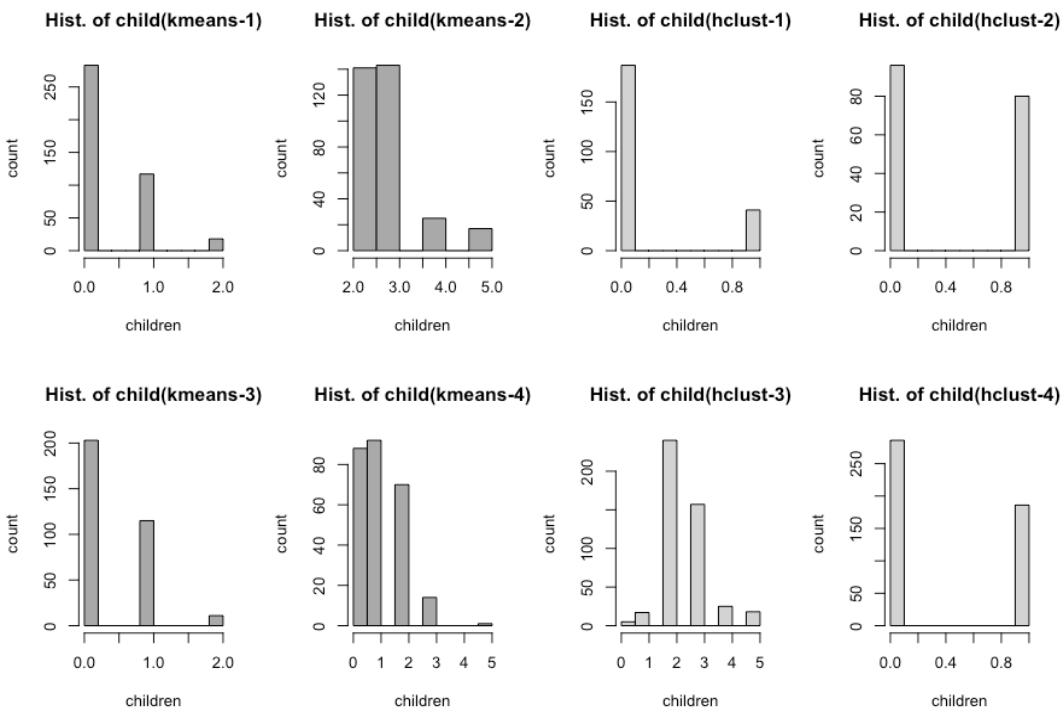 Hist. of child(kmeans-1)
Hist. of child(kmeans-2)
Hist. of child(hclust-1)
Hist. of child(hclust-2)
count
0 50 150 250
0.0 1.0 2.0
children
count
0 40 80 120
2.0 3.0 4.0 5.0
children
count
0 50 100 150
0.0 0.4 0.8
children
count
0 20 40 60 80
0.0 0.4 0.8
children
Hist. of child(kmeans-3)
Hist. of child(kmeans-4)
Hist. of child(hclust-3)
Hist. of child(hclust-4)
count
0 50 100 150 200
0.0 1.0 2.0
children
count
0 20 40 60 80
0 1 2 3 4 5
children
count
0 50 100 200
0 1 2 3 4 5
children
count
0 50 150 250
0.0 0.4 0.8
children